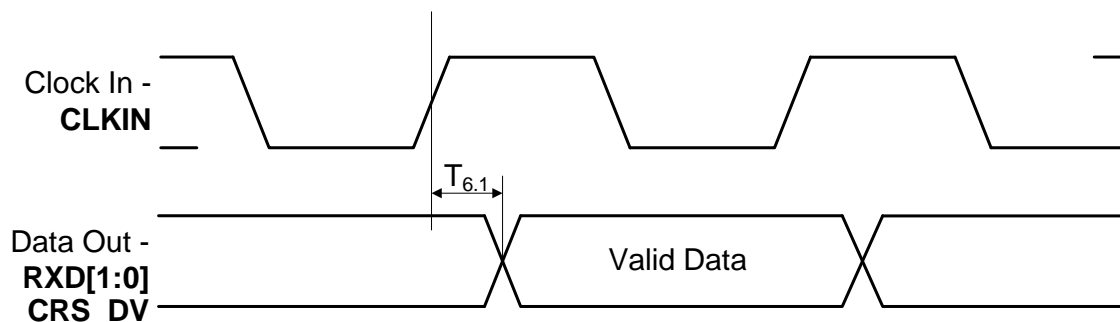 Clock In -
CLKIN
T6.1
Data Out -
RXD[1:0]
CRS_DV
Valid Data